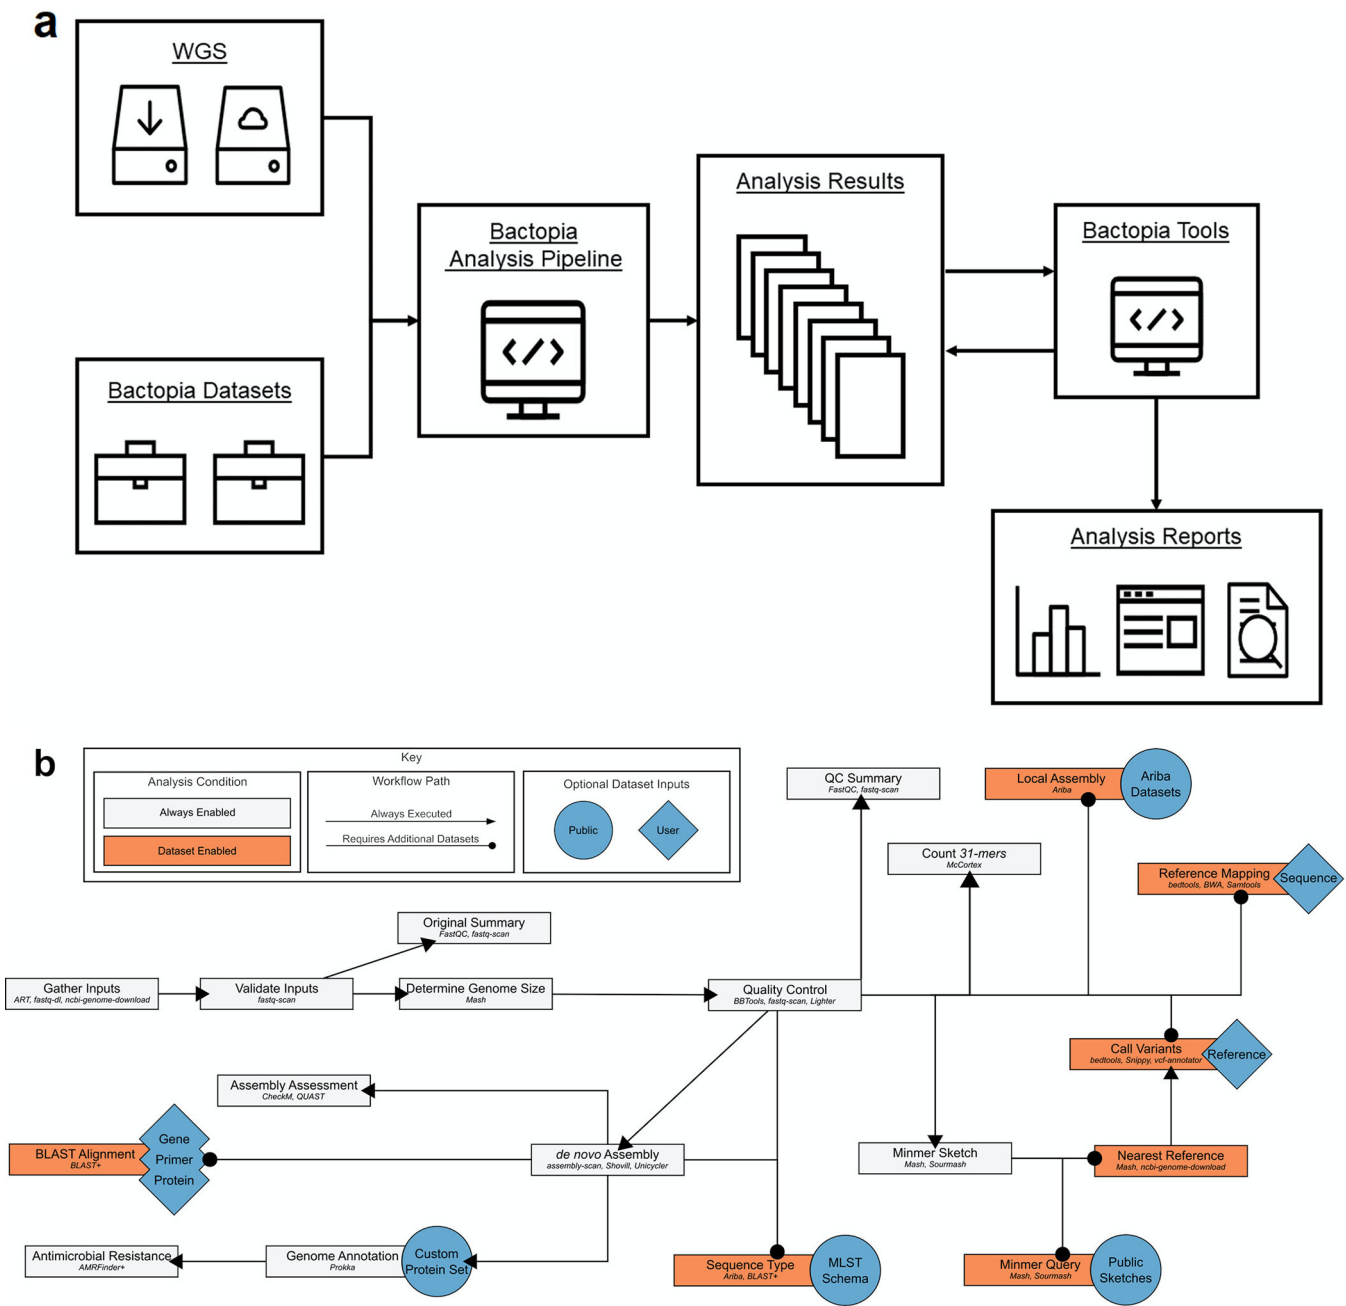 a
WGS
Bactopia Datasets
Bactopia
Analysis Pipeline
Analysis Results
Bactopia Tools
Analysis Reports
b
Key
Analysis Condition
Always Enabled
Dataset Enabled
Workflow Path
Always Executed
Requires Additional Datasets
Optional Dataset Inputs
Public
User
QC Summary
FastQC, fastq-scan
Local Assembly
Ariba
Ariba
Datasets
Count 31-mers
McCortex
Reference Mapping
bedtools, BWA, Samtools
Sequence
Original Summary
FastQC, fastq-scan
Gather Inputs
ART, fastq-dl, ncbi-genome-download
Validate Inputs
fastq-scan
Determine Genome Size
Mash
Quality Control
BBTools, fastq-scan, Lighter
Call Variants
bedtools, Snippy, vcf-annotator
Reference
Assembly Assessment
CheckM, QUAST
BLAST Alignment
BLAST+
Gene
Primer
Protein
de novo Assembly
assembly-scan, Shovill, Unicycler
Minmer Sketch
Mash, Sourmash
Nearest Reference
Mash, ncbi-genome-download
Antimicrobial Resistance
AMRFinder+
Genome Annotation
Prokka
Custom
Protein Set
Sequence Type
Ariba, BLAST+
MLST
Schema
Minmer Query
Mash, Sourmash
Public
Sketches